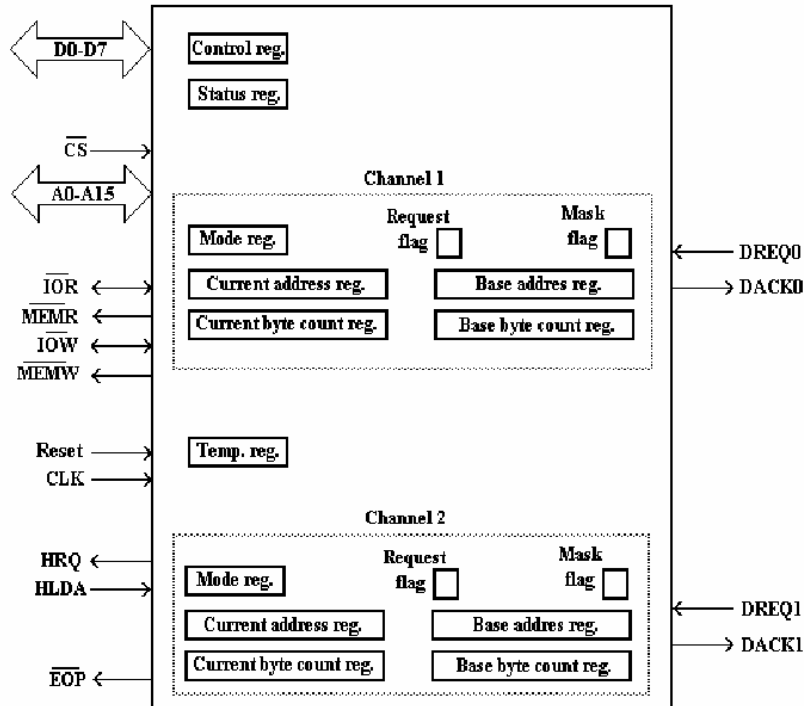 D0-D7
Control reg.
Status reg.
CS
A0-A15
Channel 1
Mode reg.
Request
flag
Mask
flag
DREQ0
IOR
Current address reg.
Base addres reg.
DACK0
MEMR
Current byte count reg.
Base byte count reg.
IOW
MEMW
Reset
Temp. reg.
CLK
Channel 2
HRQ
Mode reg.
Request
flag
Mask
flag
HLDA
DREQ1
Current address reg.
Base addres reg.
DACK1
EOP
Current byte count reg.
Base byte count reg.